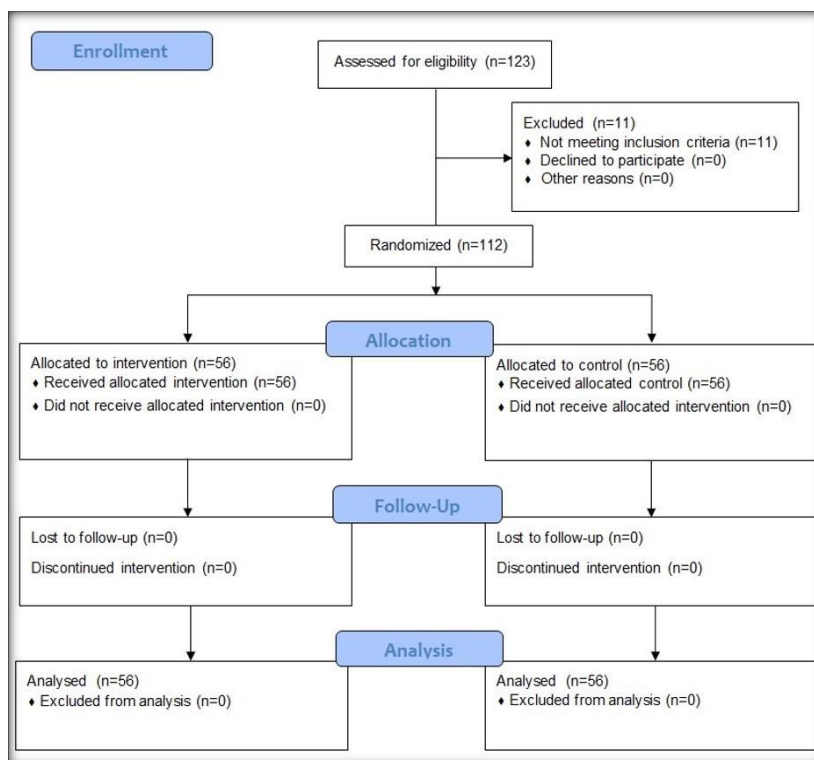 Enrollment
Assessed for eligibility (n=123)
Excluded (n=11)
♦ Not meeting inclusion criteria (n=11)
♦ Declined to participate (n=0)
♦ Other reasons (n=0)
Randomized (n=112)
Allocation
Allocated to intervention (n=56)
♦ Received allocated intervention (n=56)
♦ Did not receive allocated intervention (n=0)
Allocated to control (n=56)
♦ Received allocated control (n=56)
♦ Did not receive allocated intervention (n=0)
Follow-Up
Lost to follow-up (n=0)
Discontinued intervention (n=0)
Lost to follow-up (n=0)
Discontinued intervention (n=0)
Analysis
Analysed (n=56)
♦ Excluded from analysis (n=0)
Analysed (n=56)
♦ Excluded from analysis (n=0)